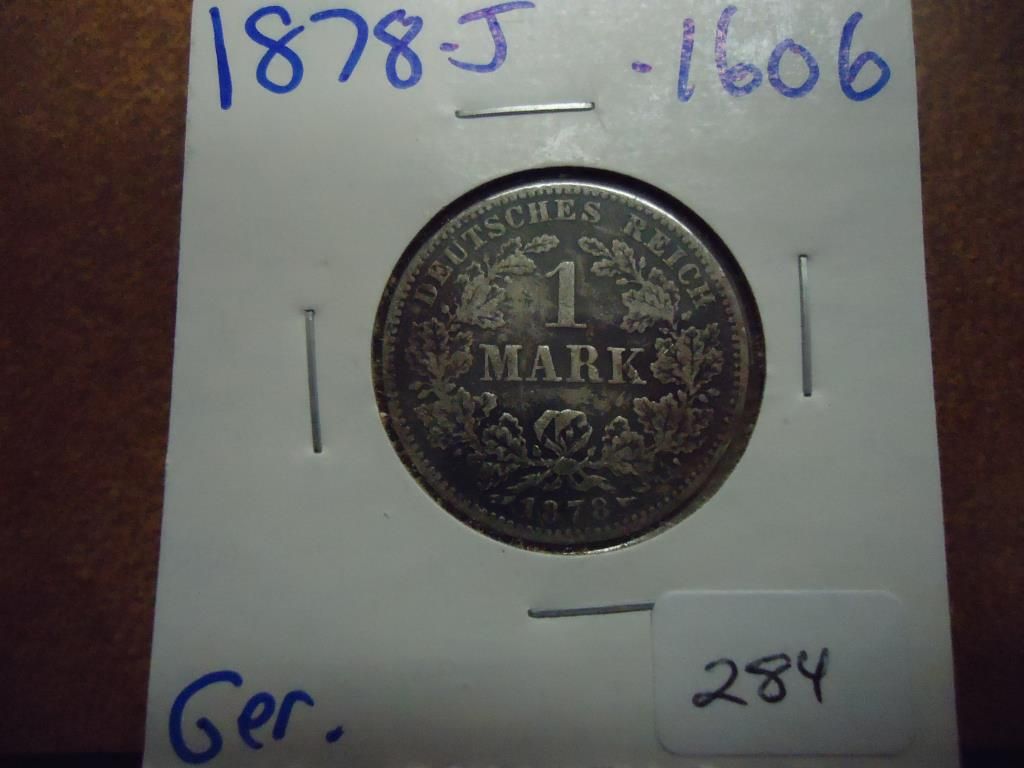 1878-J .1606
DEUTSCHES REICH
1
MARK
1878
Ger.
284